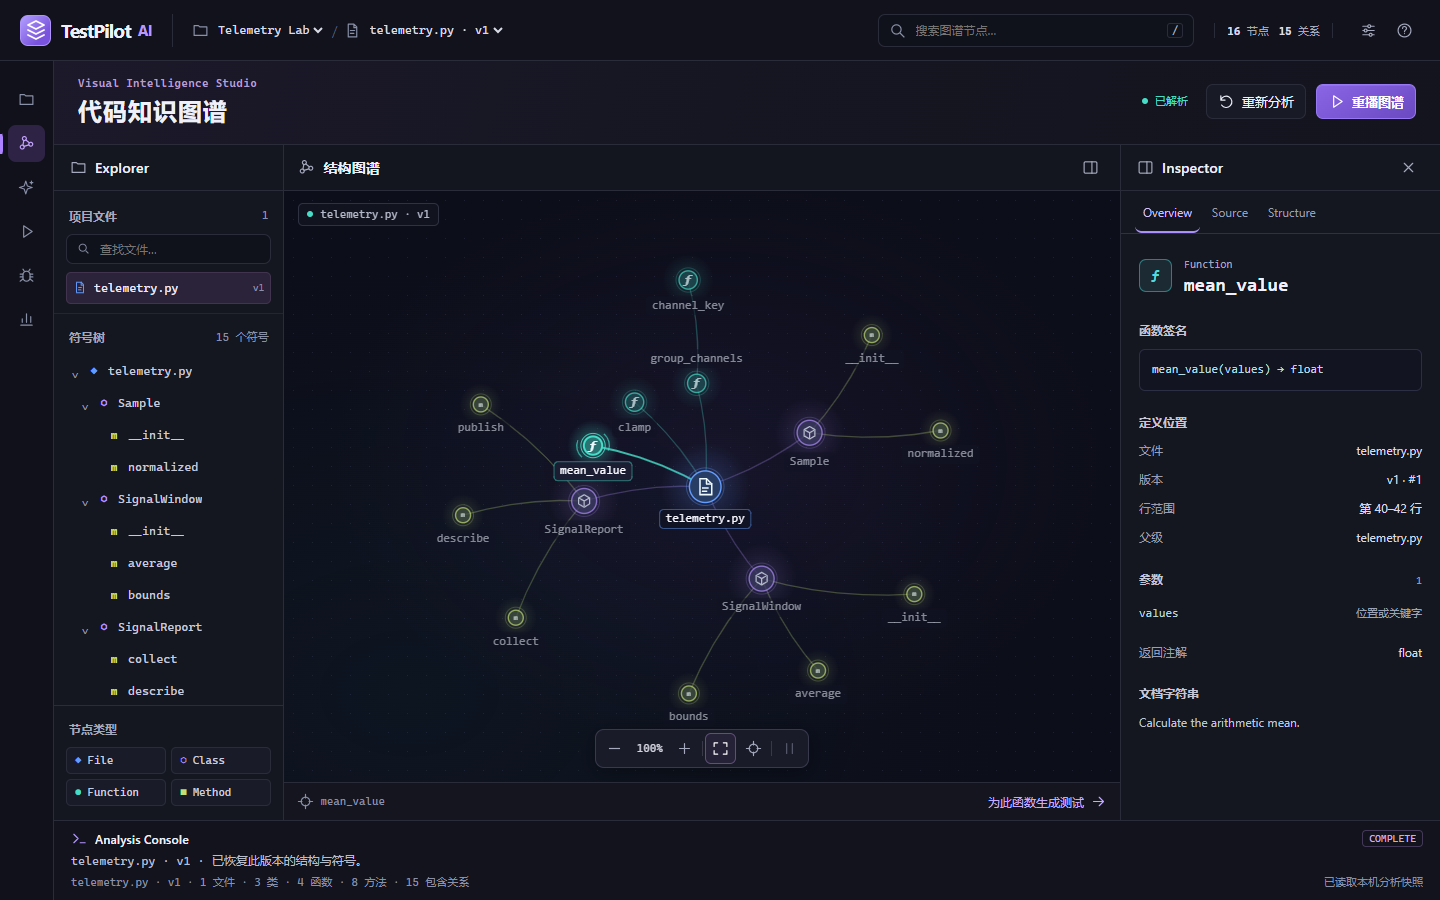 TestPilot AI
Telemetry Lab / telemetry.py · v1
搜索图谱节点... /
16 节点 15 关系
Visual Intelligence Studio
代码知识图谱
已解析
重新分析
重播图谱
Explorer
项目文件 1
查找文件...
telemetry.py v1
符号树 15 个符号
telemetry.py
Sample
m __init__
m normalized
SignalWindow
m __init__
m average
m bounds
SignalReport
m collect
m describe
节点类型
File
Class
Function
Method
结构图谱
telemetry.py · v1
channel_key
group_channels
__init__
publish
clamp
normalized
Sample
mean_value
SignalReport
telemetry.py
describe
SignalWindow
__init__
collect
average
bounds
100%
mean_value
为此函数生成测试
Inspector
Overview Source Structure
Function
mean_value
函数签名
mean_value(values) → float
定义位置
文件 telemetry.py
版本 v1 · #1
行范围 第 40–42 行
父级 telemetry.py
参数 1
values 位置或关键字
返回注解 float
文档字符串
Calculate the arithmetic mean.
Analysis Console
COMPLETE
telemetry.py · v1 · 已恢复此版本的结构与符号。
telemetry.py · v1 · 1 文件 · 3 类 · 4 函数 · 8 方法 · 15 包含关系
已读取本机分析快照